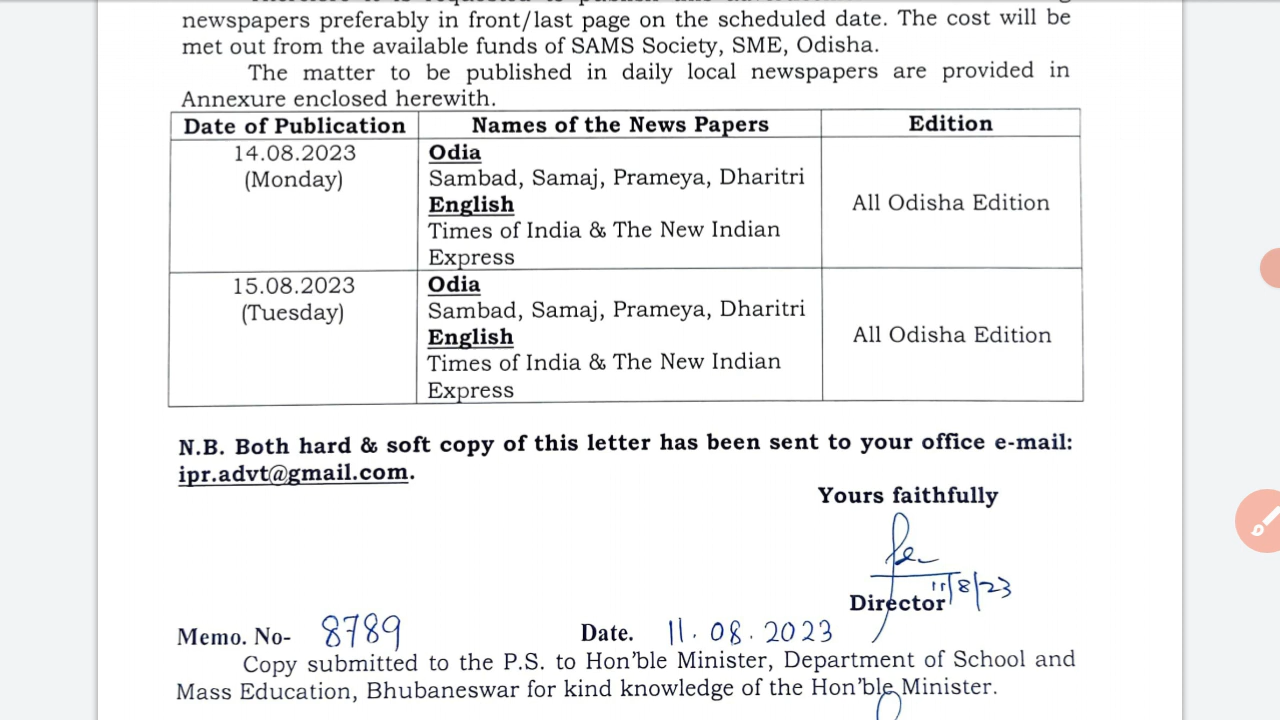 newspapers preferably in front/last page on the scheduled date. The cost will be
met out from the available funds of SAMS Society, SME, Odisha.
The matter to be published in daily local newspapers are provided in
Annexure enclosed herewith.
Date of Publication Names of the News Papers Edition
14.08.2023
(Monday)
Odia
Sambad, Samaj, Prameya, Dharitri
English
Times of India & The New Indian
Express
All Odisha Edition
15.08.2023
(Tuesday)
Odia
Sambad, Samaj, Prameya, Dharitri
English
Times of India & The New Indian
Express
All Odisha Edition
N.B. Both hard & soft copy of this letter has been sent to your office e-mail:
ipr.advt@gmail.com.
Yours faithfully
11/8/23
Director
Memo. No- 8789 Date. 11.08.2023
Copy submitted to the P.S. to Hon'ble Minister, Department of School and
Mass Education, Bhubaneswar for kind knowledge of the Hon'ble Minister.